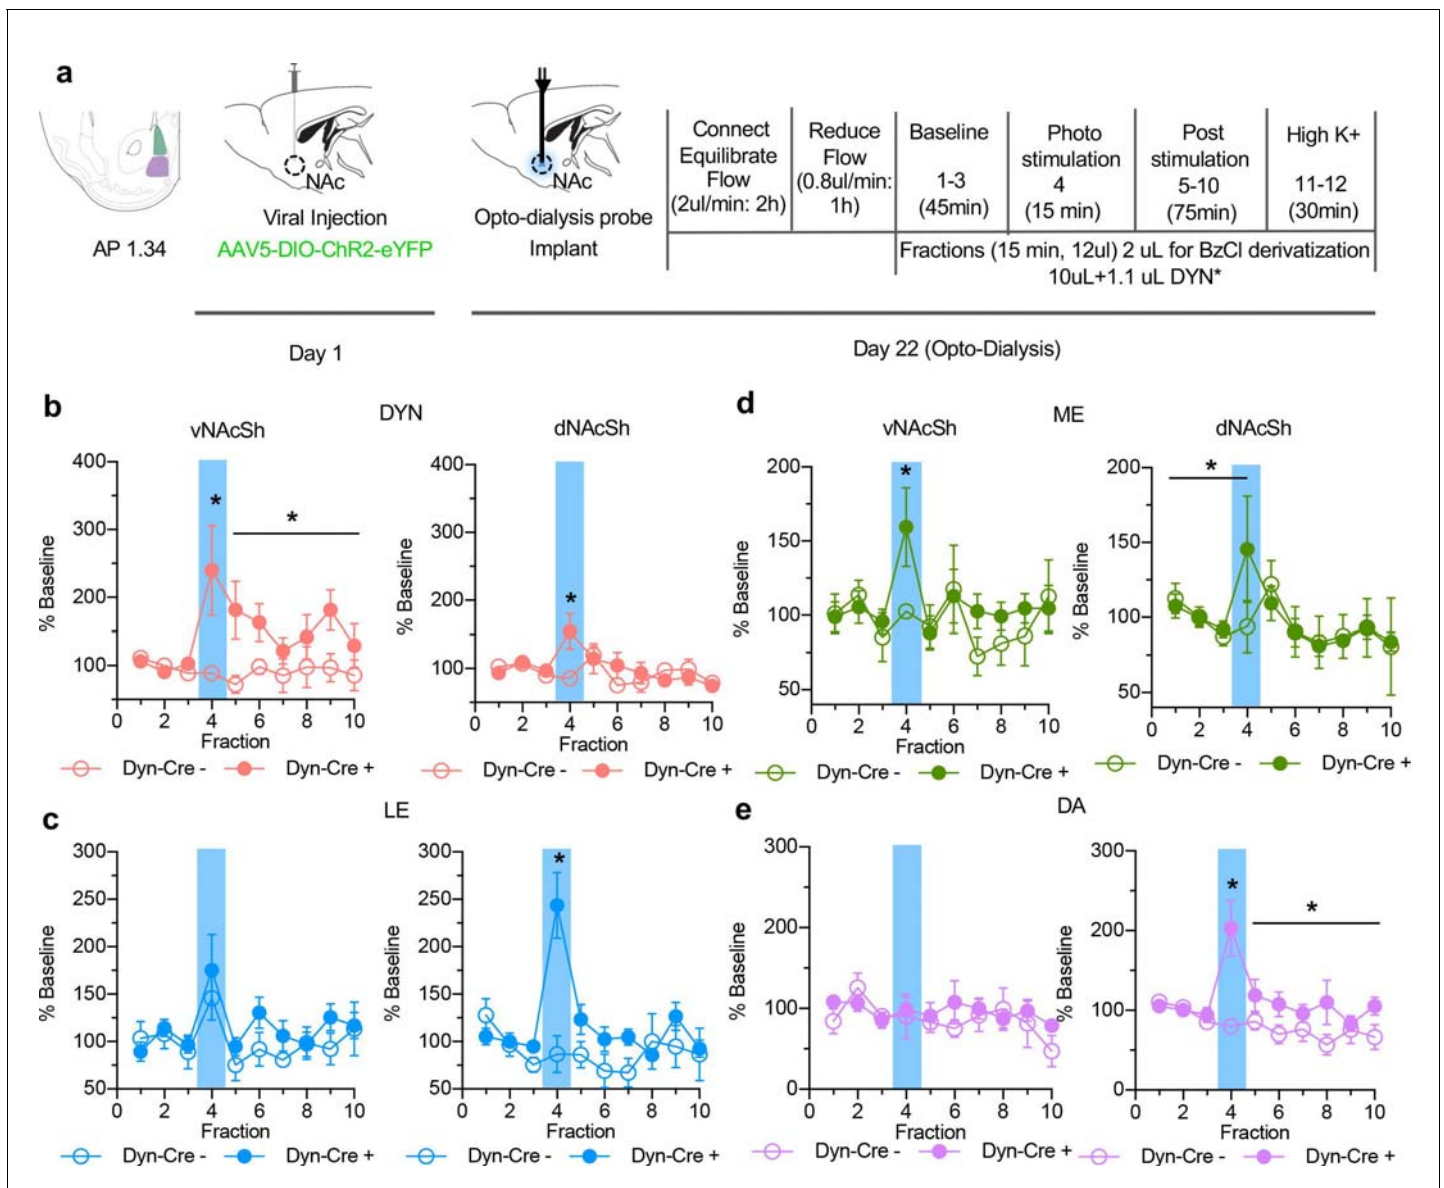 a
AP 1.34
NAc
Viral Injection
AAV5-DIO-ChR2-eYFP
NAc
Opto-dialysis probe
Implant
Connect
Equilibrate
Flow
(2ul/min: 2h)
Reduce
Flow
(0.8ul/min:
1h)
Baseline
1-3
(45min)
Photo
stimulation
4
(15 min)
Post
stimulation
5-10
(75min)
High K+
11-12
(30min)
Fractions (15 min, 12ul) 2 uL for BzCl derivatization
10uL+1.1 uL DYN*
Day 1
Day 22 (Opto-Dialysis)
b
DYN
vNAcSh
% Baseline
400
300
200
100
*
*
0 2 4 6 8 10
Fraction
Dyn-Cre - Dyn-Cre +
dNAcSh
% Baseline
400
300
200
100
*
0 2 4 6 8 10
Fraction
Dyn-Cre - Dyn-Cre +
d
ME
vNAcSh
% Baseline
200
150
100
50
*
0 2 4 6 8 10
Fraction
Dyn-Cre - Dyn-Cre +
dNAcSh
% Baseline
200
150
100
50
*
0 2 4 6 8 10
Fraction
Dyn-Cre - Dyn-Cre +
c
LE
% Baseline
300
250
200
150
100
50
0 2 4 6 8 10
Fraction
Dyn-Cre - Dyn-Cre +
% Baseline
300
250
200
150
100
50
*
0 2 4 6 8 10
Fraction
Dyn-Cre - Dyn-Cre +
e
DA
% Baseline
300
200
100
0
0 2 4 6 8 10
Fraction
Dyn-Cre - Dyn-Cre +
% Baseline
300
200
100
0
*
*
0 2 4 6 8 10
Fraction
Dyn-Cre - Dyn-Cre +